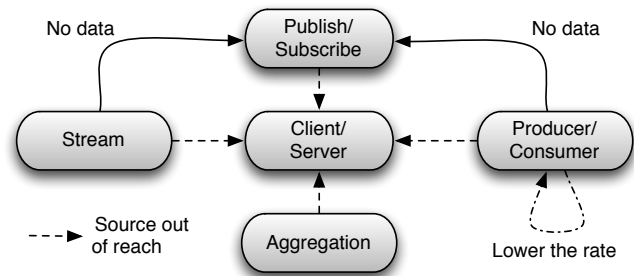 No data
Publish/
Subscribe
No data
Stream
Client/
Server
Producer/
Consumer
Source out
of reach
Aggregation
Lower the rate